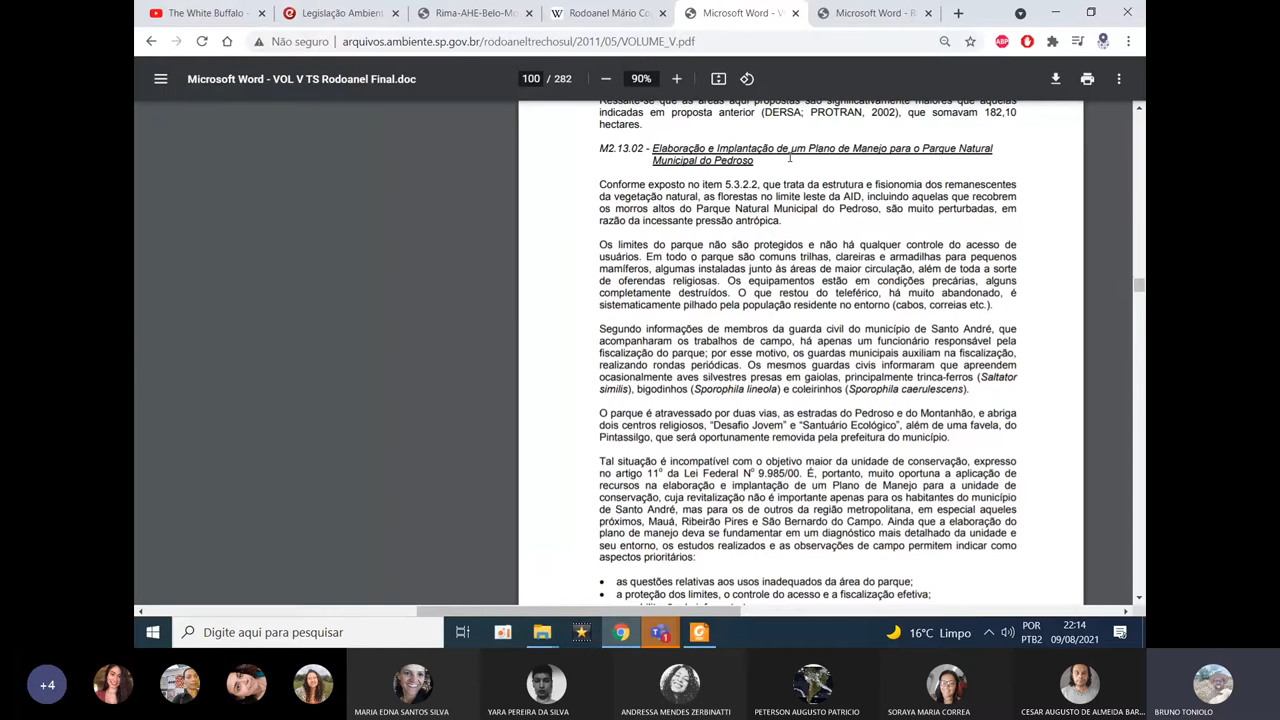 The White Buffalo -
Legislação Ambient
Rima-AHE-Belo-Mo
Rodoanel Mário Co
Microsoft Word - V
Microsoft Word - R
Não seguro
arquivos.ambiente.sp.gov.br/rodoaneltrechosul/2011/05/VOLUME_V.pdf
Microsoft Word - VOL V TS Rodoanel Final.doc
100 / 282
90%
Ressalte-se que as áreas aqui propostas são significativamente maiores que aquelas
indicadas em proposta anterior (DERSA; PROTRAN, 2002), que somavam 182,10
hectares.
M2.13.02 - Elaboração e Implantação de um Plano de Manejo para o Parque Natural
Municipal do Pedroso
Conforme exposto no item 5.3.2.2, que trata da estrutura e fisionomia dos remanescentes
da vegetação natural, as florestas no limite leste da AID, incluindo aquelas que recobrem
os morros altos do Parque Natural Municipal do Pedroso, são muito perturbadas, em
razão da incessante pressão antrópica.
Os limites do parque não são protegidos e não há qualquer controle do acesso de
usuários. Em todo o parque são comuns trilhas, clareiras e armadilhas para pequenos
mamíferos, algumas instaladas junto às áreas de maior circulação, além de toda a sorte
de oferendas religiosas. Os equipamentos estão em condições precárias, alguns
completamente destruídos. O que restou do teleférico, há muito abandonado, é
sistematicamente pilhado pela população residente no entorno (cabos, correias etc.).
Segundo informações de membros da guarda civil do município de Santo André, que
acompanharam os trabalhos de campo, há apenas um funcionário responsável pela
fiscalização do parque; por esse motivo, os guardas municipais auxiliam na fiscalização,
realizando rondas periódicas. Os mesmos guardas civis informaram que apreendem
ocasionalmente aves silvestres presas em gaiolas, principalmente trinca-ferros (Saltator
similis), bigodinhos (Sporophila lineola) e coleirinhos (Sporophila caerulescens).
O parque é atravessado por duas vias, as estradas do Pedroso e do Montanhão, e abriga
dois centros religiosos, "Desafio Jovem" e "Santuário Ecológico", além de uma favela, do
Pintassilgo, que será oportunamente removida pela prefeitura do município.
Tal situação é incompatível com o objetivo maior da unidade de conservação, expresso
no artigo 11º da Lei Federal Nº 9.985/00. É, portanto, muito oportuna a aplicação de
recursos na elaboração e implantação de um Plano de Manejo para a unidade de
conservação, cuja revitalização não é importante apenas para os habitantes do município
de Santo André, mas para os de outros da região metropolitana, em especial aqueles
próximos, Mauá, Ribeirão Pires e São Bernardo do Campo. Ainda que a elaboração do
plano de manejo deva se fundamentar em um diagnóstico mais detalhado da unidade e
seu entorno, os estudos realizados e as observações de campo permitem indicar como
aspectos prioritários:
• as questões relativas aos usos inadequados da área do parque;
• a proteção dos limites, o controle do acesso e a fiscalização efetiva;
Digite aqui para pesquisar
16°C Limpo
POR
PTB2
22:14
09/08/2021
+4
MARIA EDNA SANTOS SILVA
YARA PEREIRA DA SILVA
ANDRESSA MENDES ZERBINATTI
PETERSON AUGUSTO PATRICIO
SORAYA MARIA CORREA
CESAR AUGUSTO DE ALMEIDA BAR...
BRUNO TONIOLO